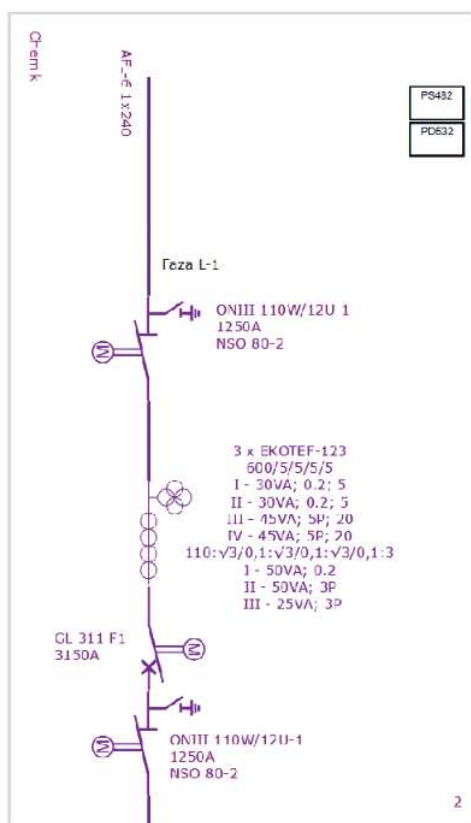 Chemik
AFL-6 1x240
PS482
PD532
Faza L-1
ONIII 110W/12U-1
1250A
NSO 80-2
M
3 x EKOTEF-123
600/5/5/5/5
I - 30VA; 0.2; 5
II - 30VA; 0.2; 5
III - 45VA; 5P; 20
IV - 45VA; 5P; 20
110:√3/0,1:√3/0,1:√3/0,1:3
I - 50VA; 0.2
II - 50VA; 3P
III - 25VA; 3P
GL 311 F1
3150A
M
ONIII 110W/12U-1
1250A
NSO 80-2
M
2